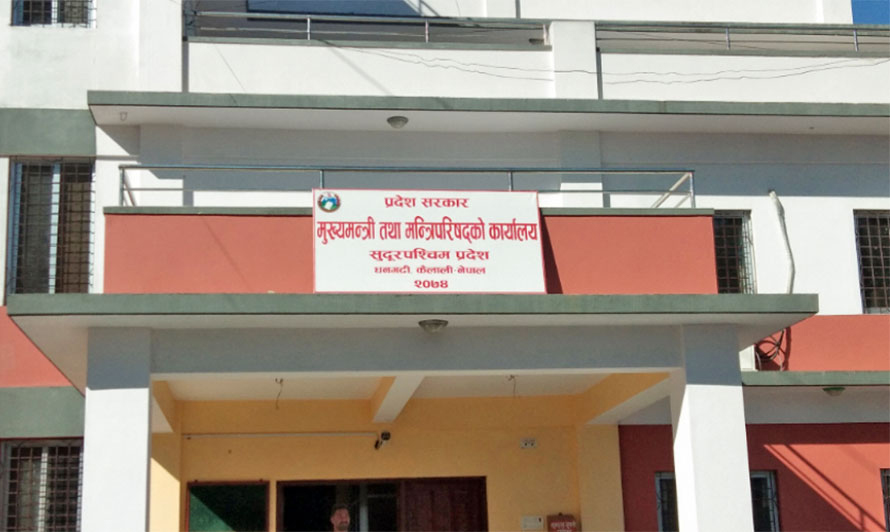 प्रदेश सरकार
मुख्यमन्त्री तथा मन्त्रिपरिषद्को कार्यालय
सुदूरपश्चिम प्रदेश
धनगढी, कैलाली-नेपाल
२०७४